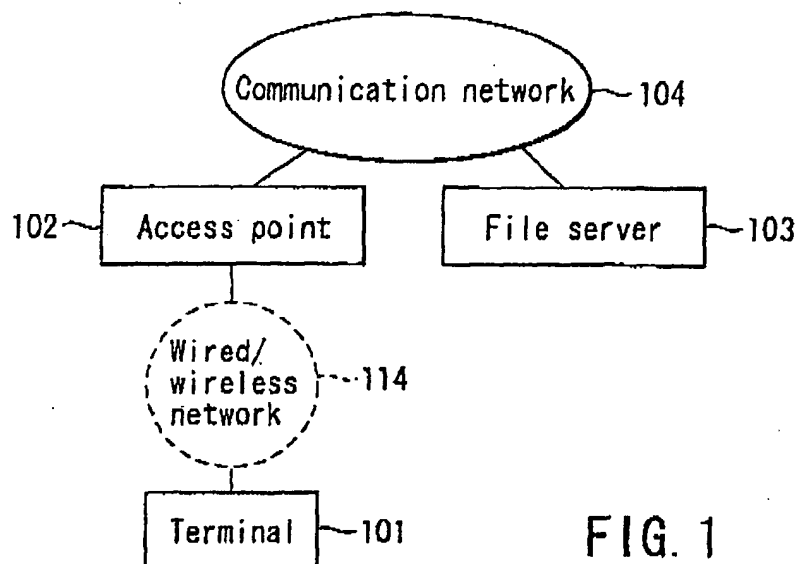 Communication network
104
102
Access point
File server
103
Wired/
wireless
network
114
Terminal
101
FIG. 1